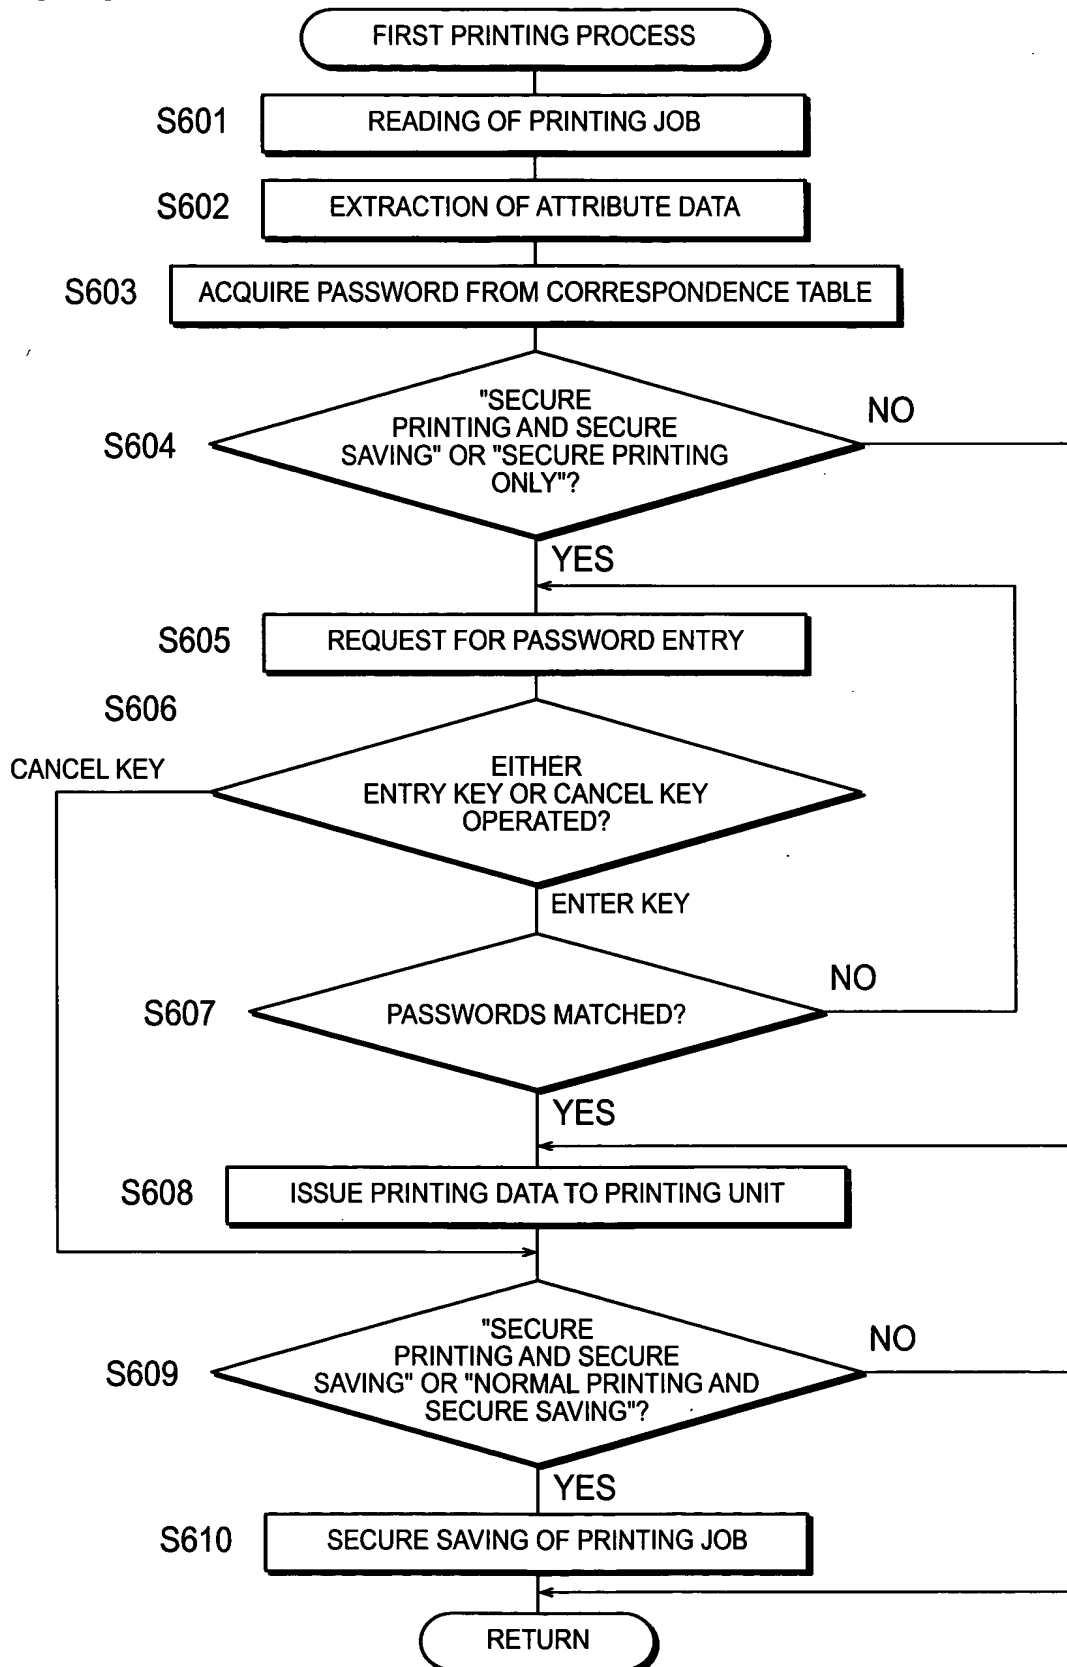 FIRST PRINTING PROCESS
S601
READING OF PRINTING JOB
S602
EXTRACTION OF ATTRIBUTE DATA
S603
ACQUIRE PASSWORD FROM CORRESPONDENCE TABLE
S604
"SECURE
PRINTING AND SECURE
SAVING" OR "SECURE PRINTING
ONLY"?
NO
YES
S605
REQUEST FOR PASSWORD ENTRY
S606
CANCEL KEY
EITHER
ENTRY KEY OR CANCEL KEY
OPERATED?
ENTER KEY
S607
PASSWORDS MATCHED?
NO
YES
S608
ISSUE PRINTING DATA TO PRINTING UNIT
S609
"SECURE
PRINTING AND SECURE
SAVING" OR "NORMAL PRINTING AND
SECURE SAVING"?
NO
YES
S610
SECURE SAVING OF PRINTING JOB
RETURN